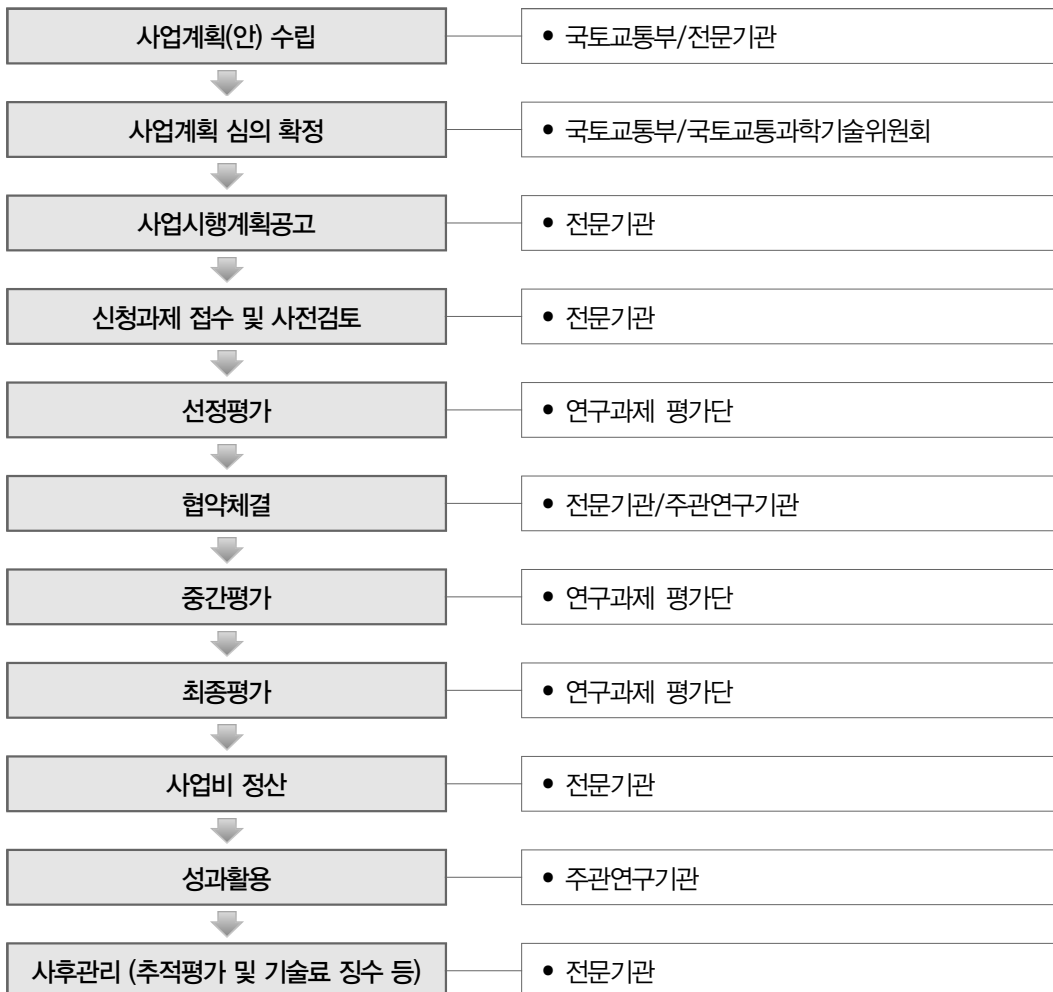 사업계획(안) 수립
• 국토교통부/전문기관
사업계획 심의 확정
• 국토교통부/국토교통과학기술위원회
사업시행계획공고
• 전문기관
신청과제 접수 및 사전검토
• 전문기관
선정평가
• 연구과제 평가단
협약체결
• 전문기관/주관연구기관
중간평가
• 연구과제 평가단
최종평가
• 연구과제 평가단
사업비 정산
• 전문기관
성과활용
• 주관연구기관
사후관리 (추적평가 및 기술료 징수 등)
• 전문기관